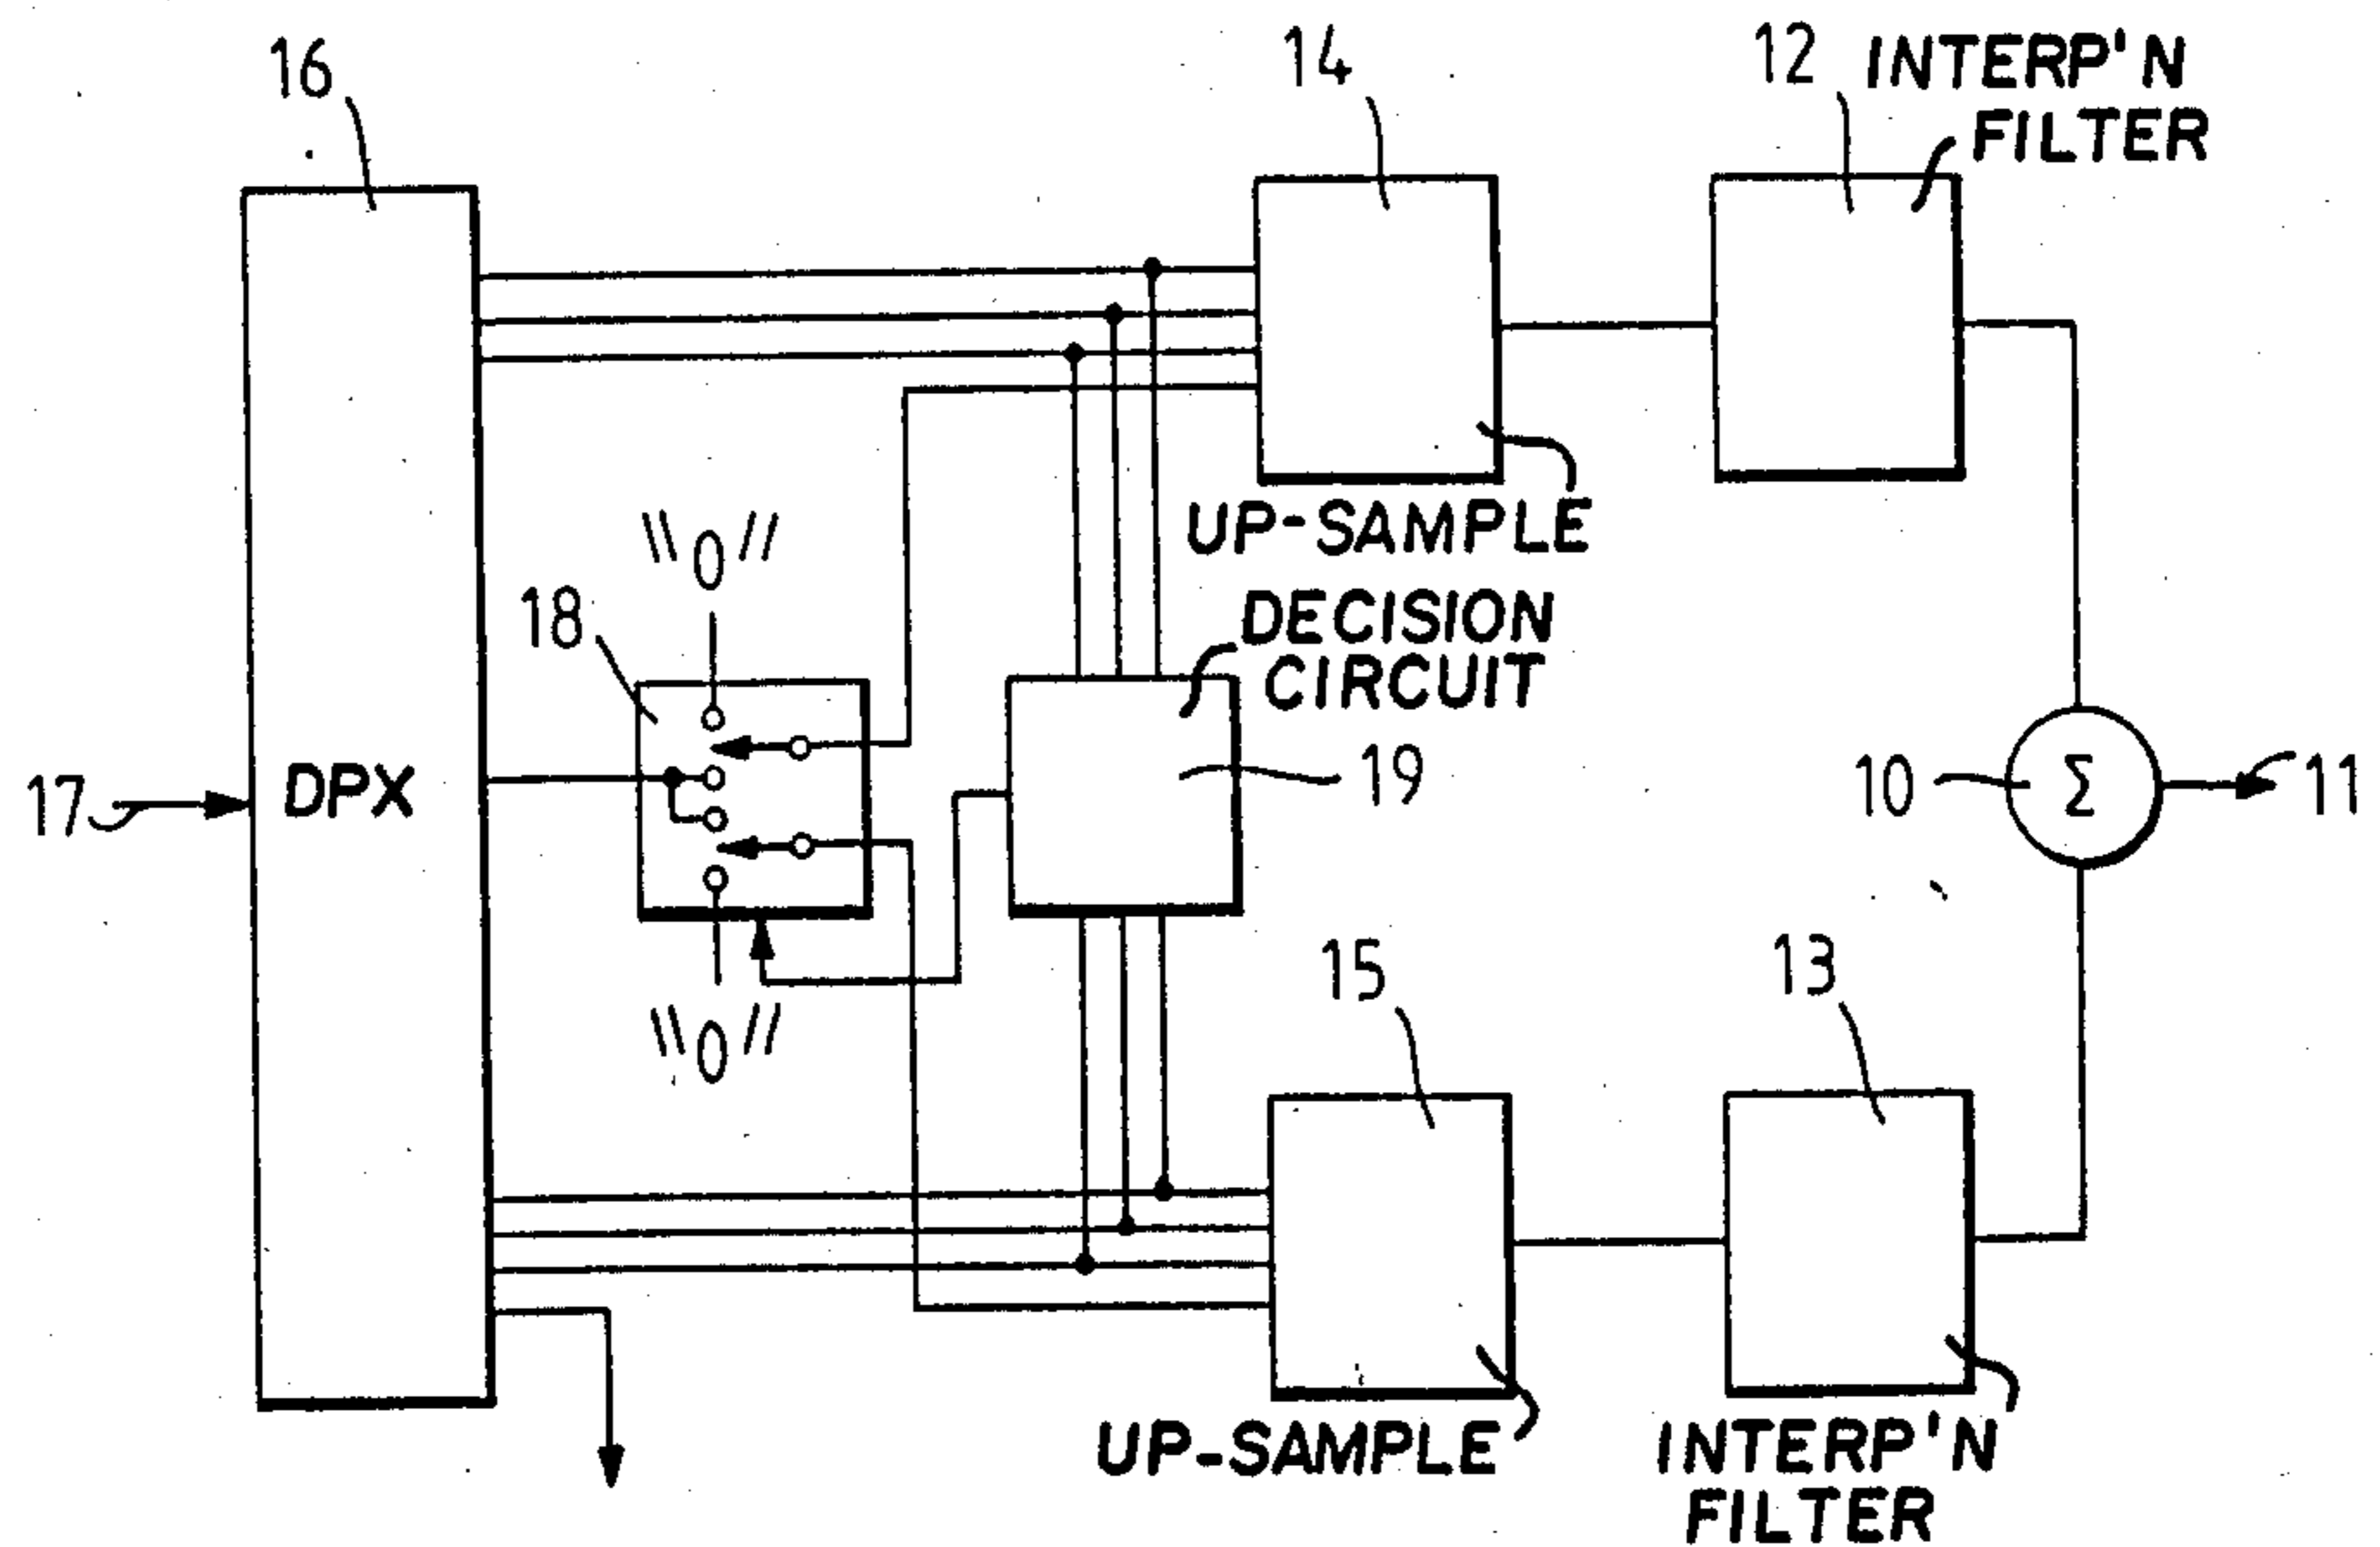 16
14
12
INTERP'N
FILTER
UP-SAMPLE
"0"
18
DECISION
CIRCUIT
19
17
DPX
10
Σ
11
"0"
15
13
UP-SAMPLE
INTERP'N
FILTER